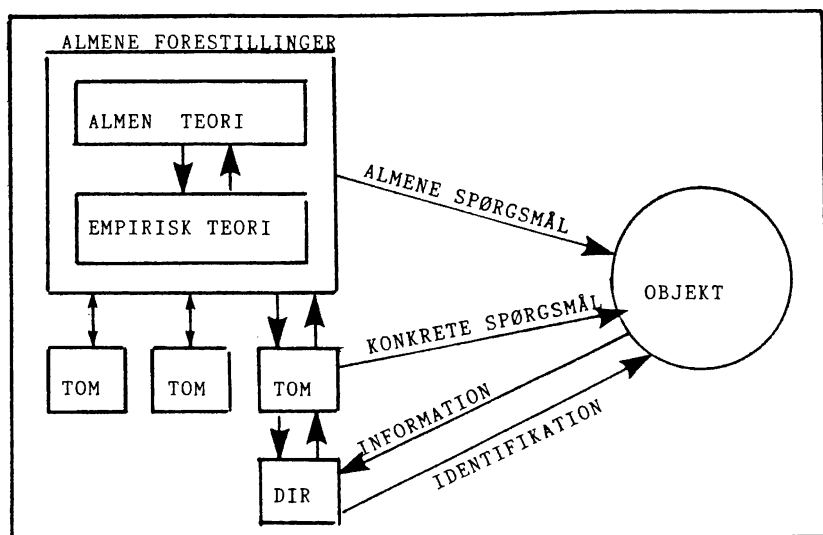 ALMENE FORESTILLINGER
ALMEN TEORI
EMPIRISK TEORI
ALMENE SPØRGSMÅL
OBJEKT
KONKRETE SPØRGSMÅL
TOM
TOM
TOM
INFORMATION
IDENTIFIKATION
DIR